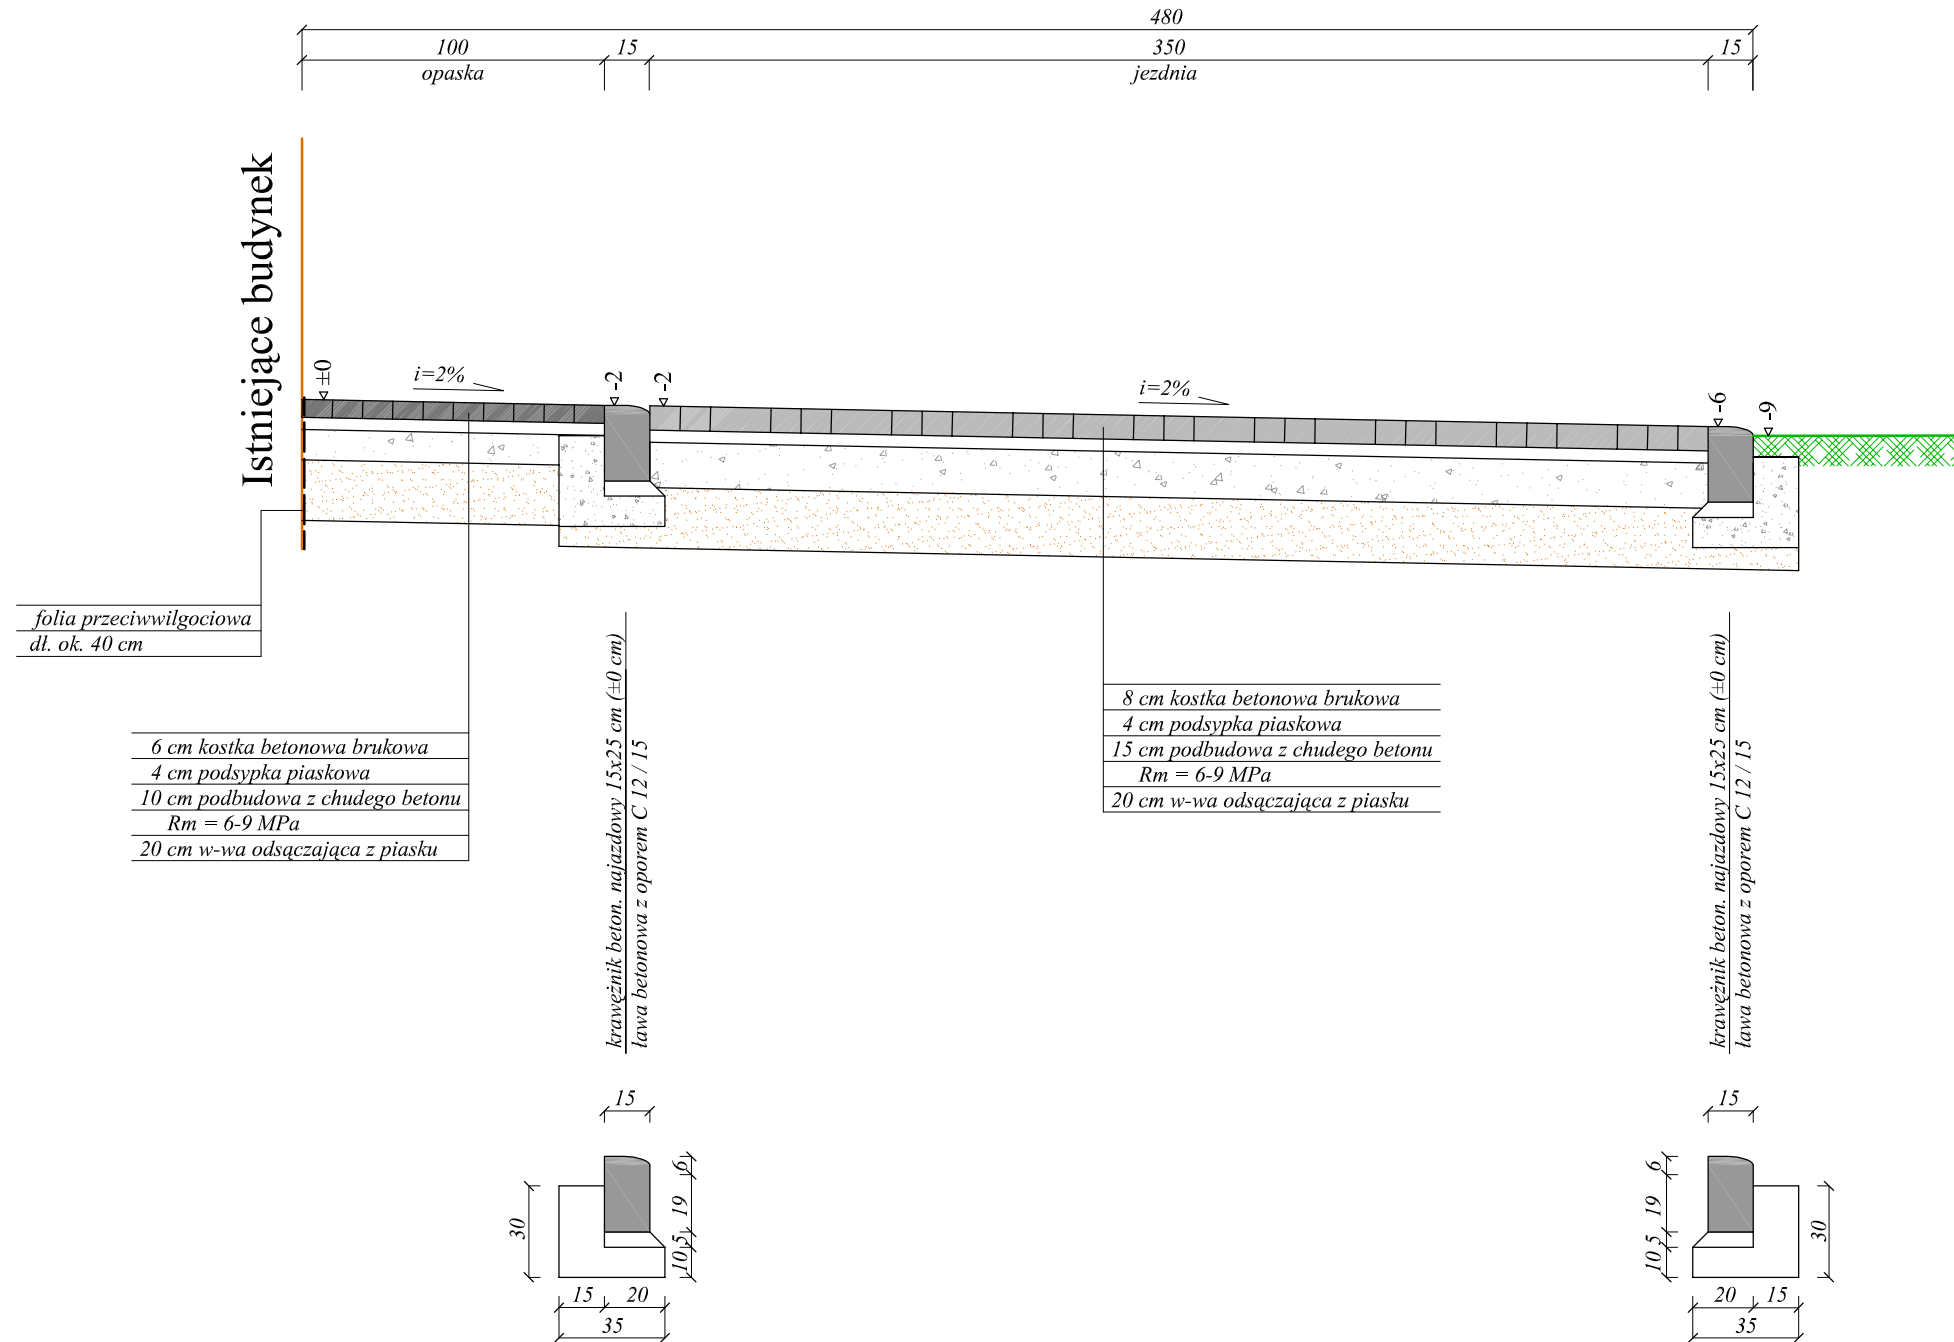 480
100
15
350
15
opaska
jezdnia
Istniejące budynek
±0
i=2%
-2
-2
i=2%
-6
-9
folia przeciwwilgociowa
dł. ok. 40 cm
6 cm kostka betonowa brukowa
4 cm podsypka piaskowa
10 cm podbudowa z chudego betonu
Rm = 6-9 MPa
20 cm w-wa odsączająca z piasku
krawężnik beton. najazdowy 15x25 cm (±0 cm)
ława betonowa z oporem C 12 / 15
8 cm kostka betonowa brukowa
4 cm podsypka piaskowa
15 cm podbudowa z chudego betonu
Rm = 6-9 MPa
20 cm w-wa odsączająca z piasku
krawężnik beton. najazdowy 15x25 cm (±0 cm)
ława betonowa z oporem C 12 / 15
15
6
19
5
10
30
15
20
35
15
6
19
5
10
30
20
15
35